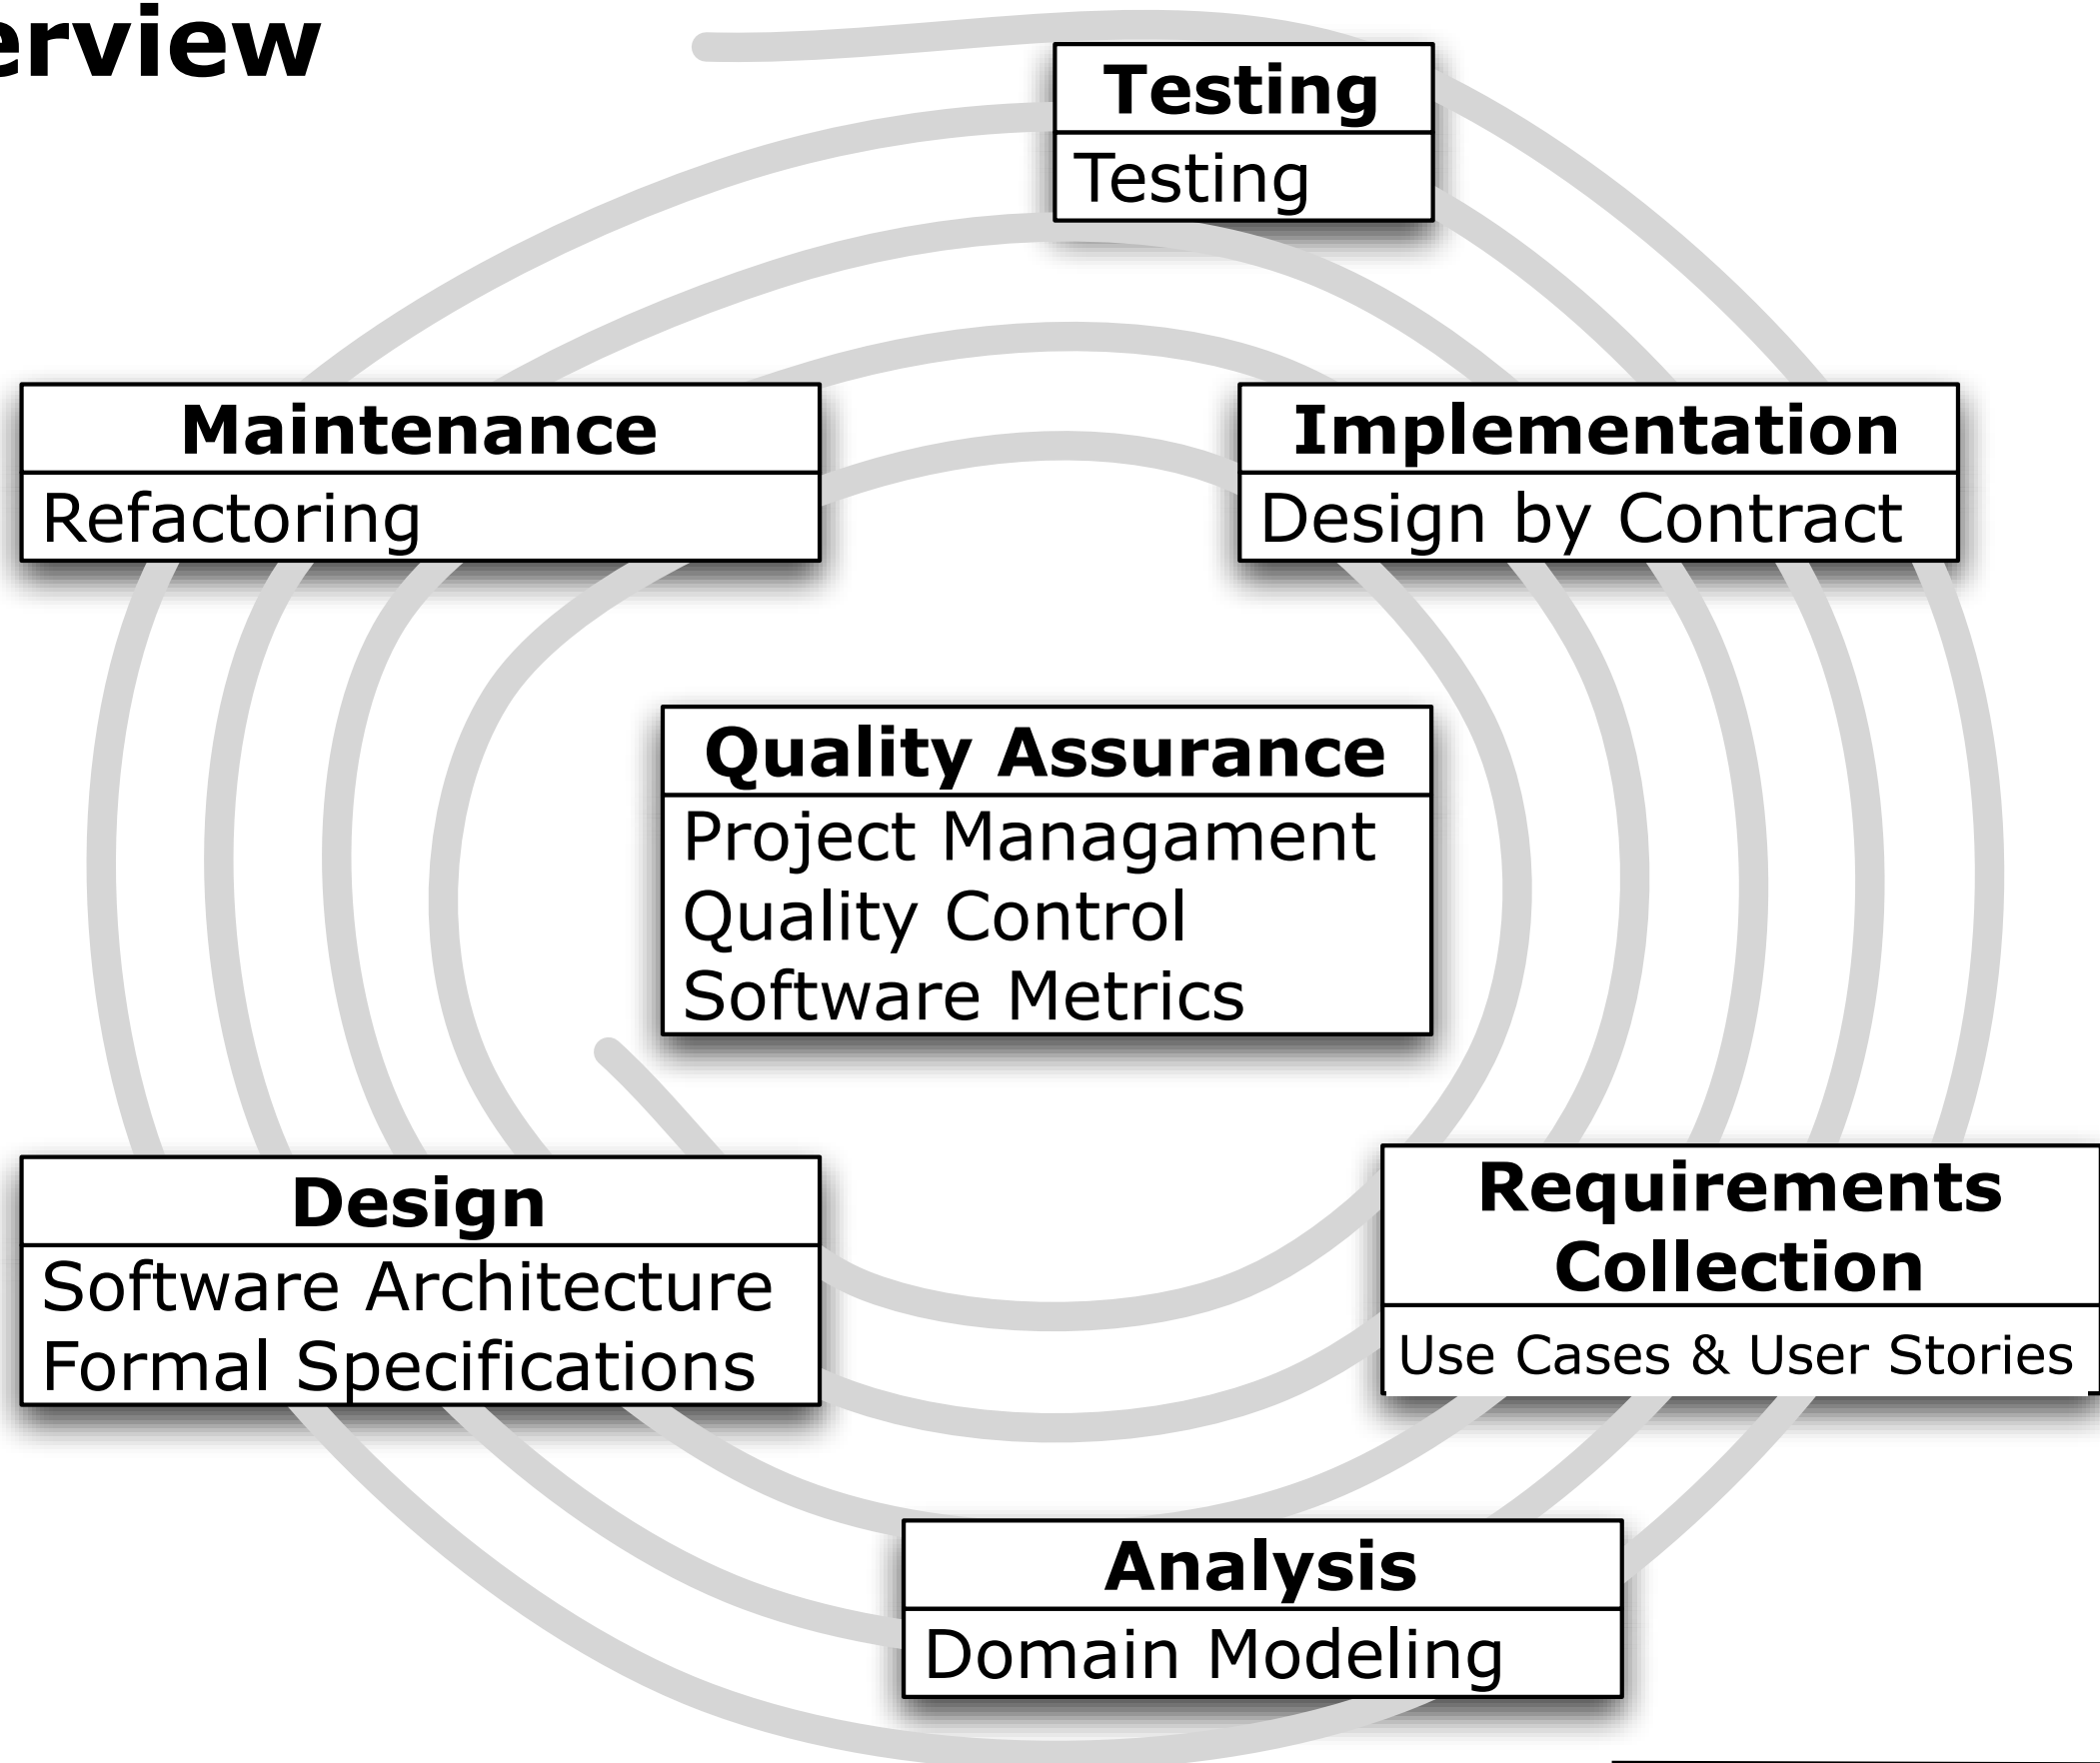 erview
Testing
Testing
Maintenance
Refactoring
Implementation
Design by Contract
Quality Assurance
Project Managament
Quality Control
Software Metrics
Design
Software Architecture
Formal Specifications
Requirements
Collection
Use Cases & User Stories
Analysis
Domain Modeling